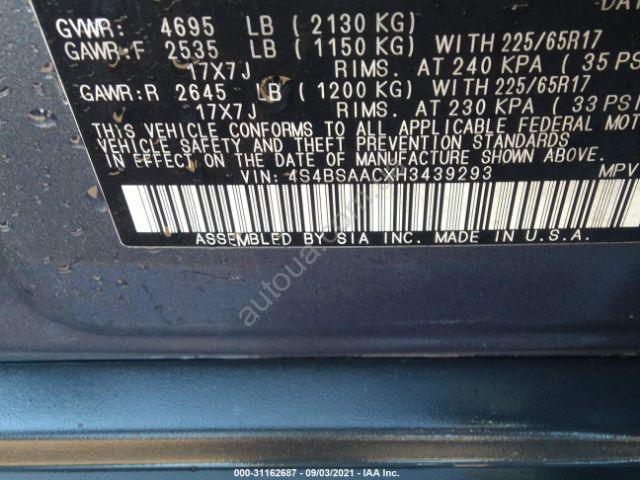 DAT
GVWR: 4695 LB ( 2130 KG)
GAWR:F 2535 LB ( 1150 KG) WITH 225/65R17
17X7J RIMS. AT 240 KPA ( 35 PS
GAWR:R 2645 LB ( 1200 KG) WITH 225/65R17
17X7J RIMS. AT 230 KPA ( 33 PSI
THIS VEHICLE CONFORMS TO ALL APPLICABLE FEDERAL MOT
VEHICLE SAFETY AND THEFT PREVENTION STANDARDS IN
EFFECT ON THE DATE OF MANUFACTURE SHOWN ABOVE.
VIN: 4S4BSAACXH3439293 MPV
ASSEMBLED BY SIA INC. MADE IN U.S.A.
autoua
000-31162687 - 09/03/2021 - IAA Inc.